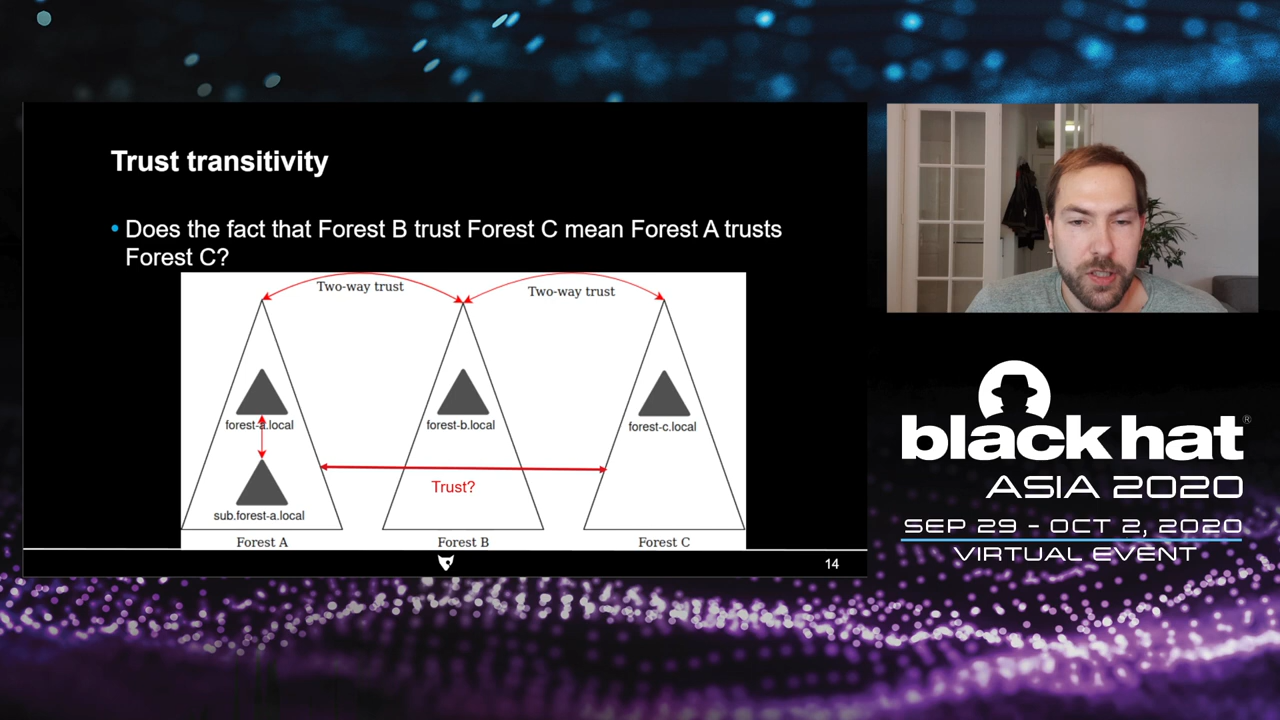 Trust transitivity
• Does the fact that Forest B trust Forest C mean Forest A trusts
Forest C?
Two-way trust
Two-way trust
forest-a.local
forest-b.local
forest-c.local
Trust?
sub.forest-a.local
Forest A
Forest B
Forest C
14
black hat®
ASIA 2020
SEP 29 - OCT 2, 2020
VIRTUAL EVENT